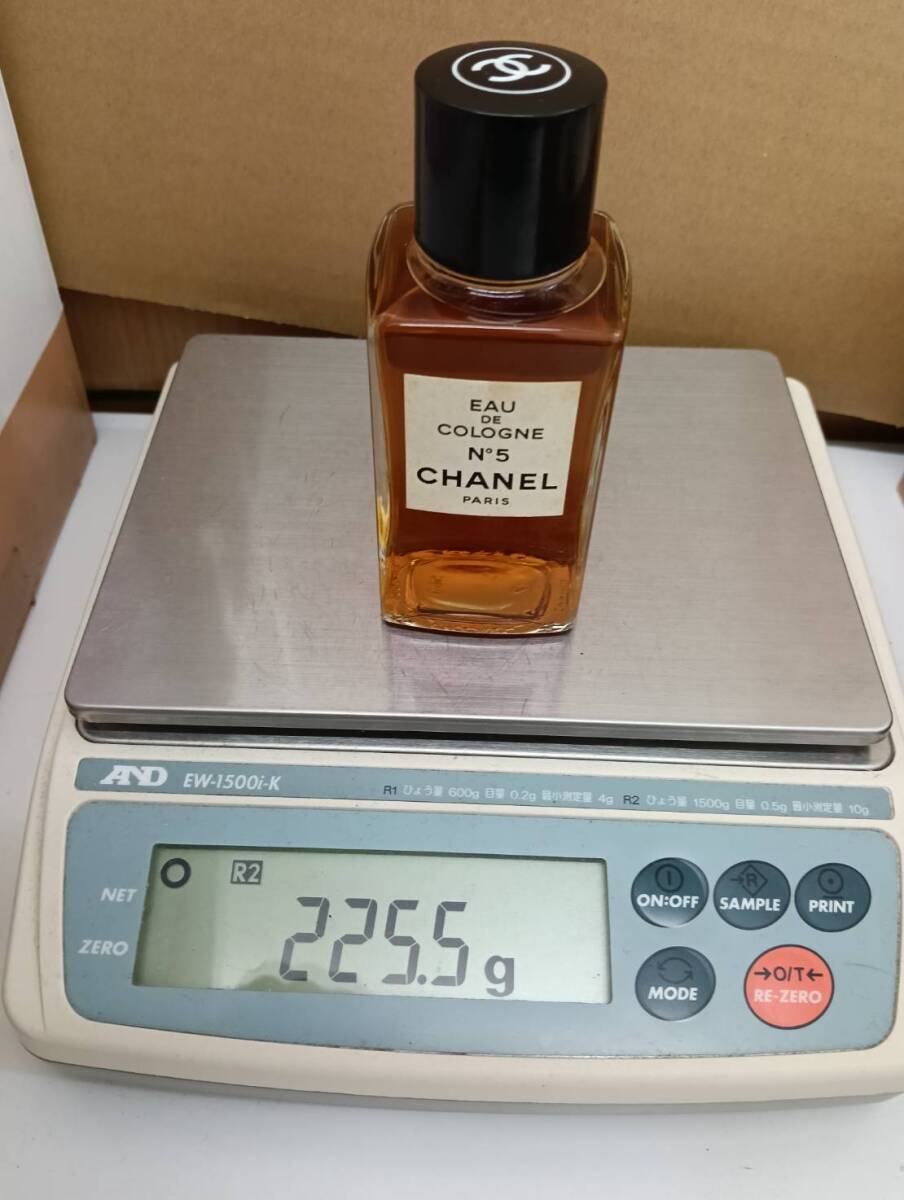 EAU
DE
COLOGNE
N°5
CHANEL
PARIS
AND EW-1500i-K
R1 ひょう量 600g 目量 0.2g 最小測定量 4g R2 ひょう量 1500g 目量 0.5g 最小測定量 10g
R2
NET
ZERO
225.5 g
ON:OFF
R
SAMPLE
PRINT
MODE
→O/T←
RE-ZERO